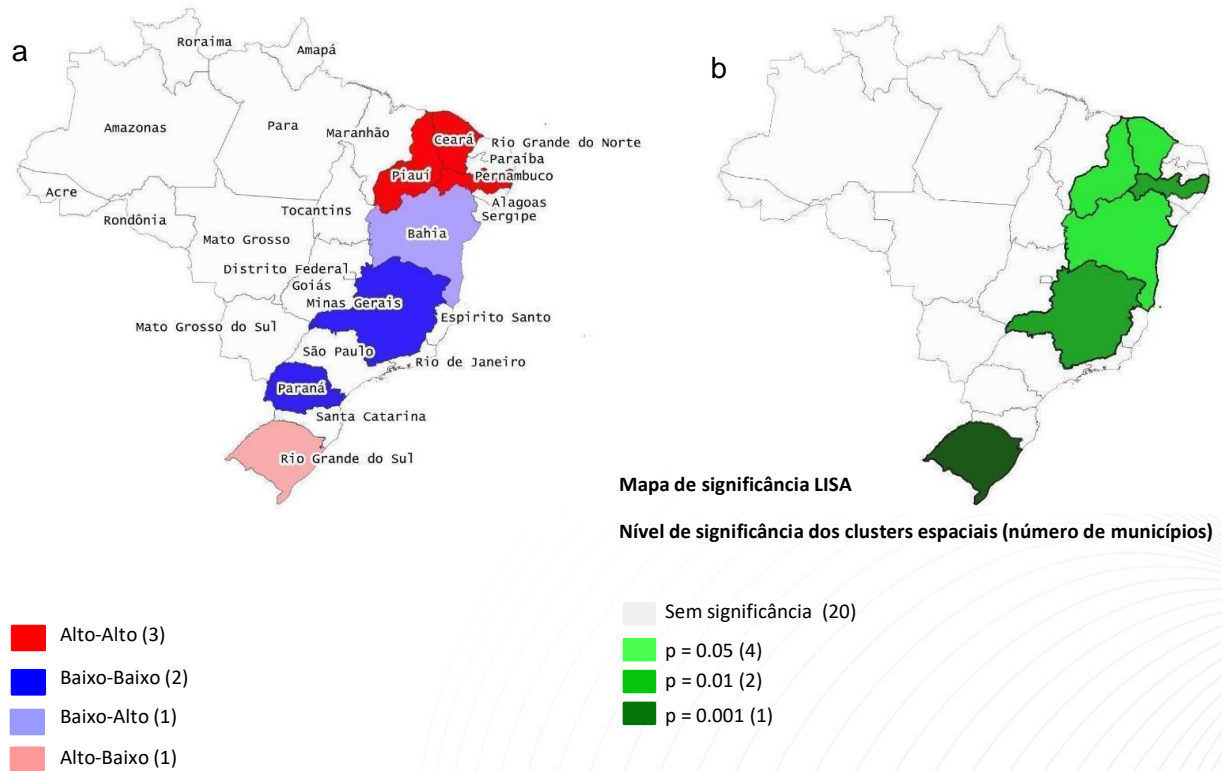 a
Roraima
Amapá
Amazonas
Para
Maranhão
Ceará
Rio Grande do Norte
Paraíba
Piauí
Pernambuco
Acre
Rondônia
Tocantins
Alagoas
Sergipe
Bahia
Mato Grosso
Distrito Federal
Goiás
Minas Gerais
Mato Grosso do Sul
Espirito Santo
São Paulo
Rio de Janeiro
Paraná
Santa Catarina
Rio Grande do Sul
b
Mapa de significância LISA
Nível de significância dos clusters espaciais (número de municípios)
Alto-Alto (3)
Baixo-Baixo (2)
Baixo-Alto (1)
Alto-Baixo (1)
Sem significância (20)
p = 0.05 (4)
p = 0.01 (2)
p = 0.001 (1)